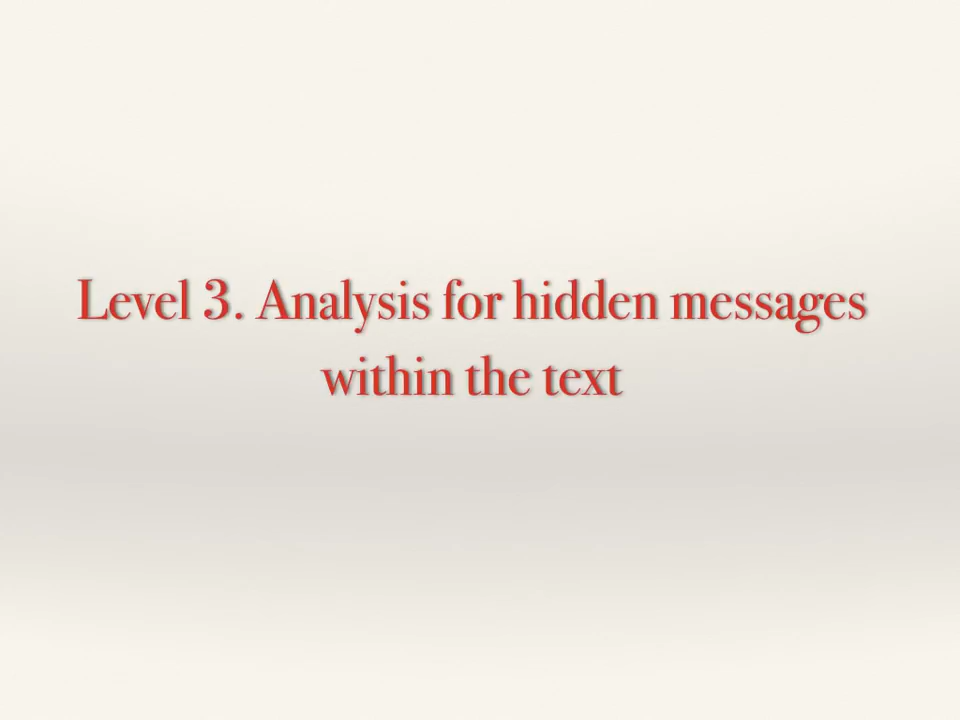 Level 3. Analysis for hidden messages
within the text